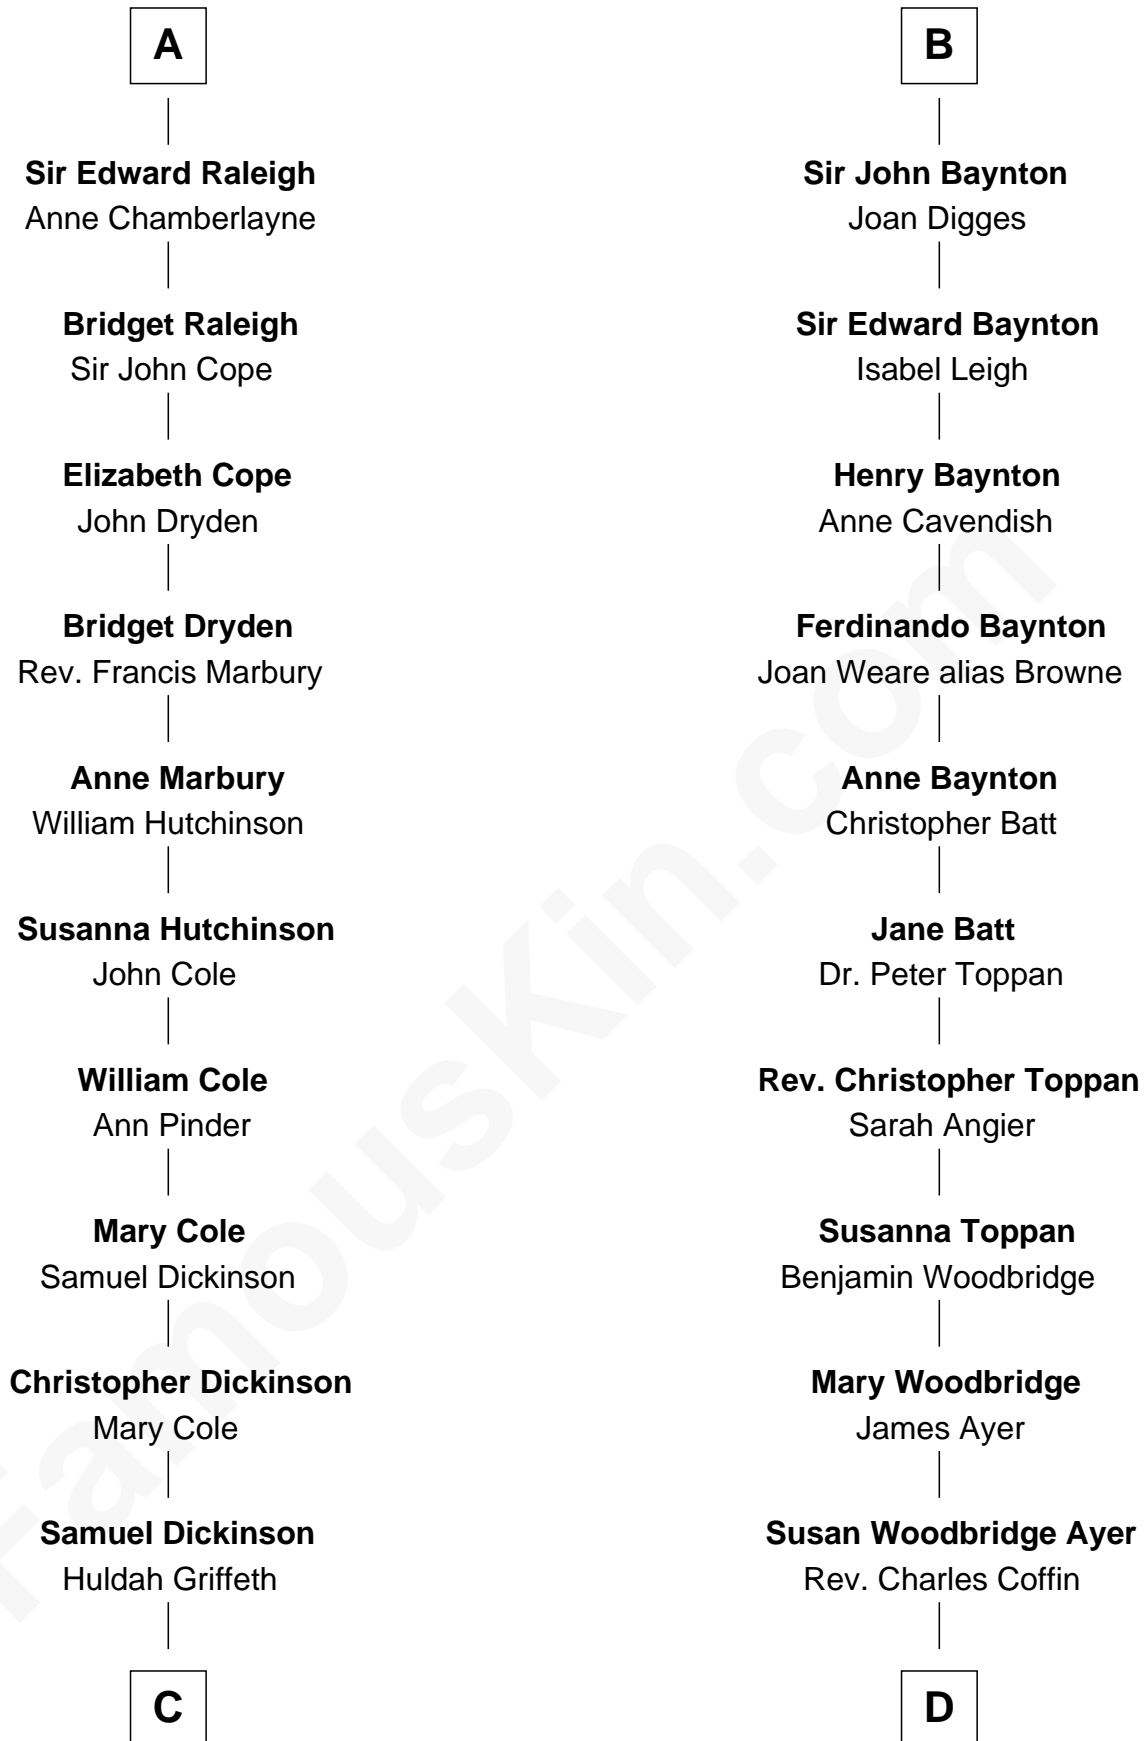 A
Sir Edward Raleigh
Anne Chamberlayne
Bridget Raleigh
Sir John Cope
Elizabeth Cope
John Dryden
Bridget Dryden
Rev. Francis Marbury
Anne Marbury
William Hutchinson
Susanna Hutchinson
John Cole
William Cole
Ann Pinder
Mary Cole
Samuel Dickinson
Christopher Dickinson
Mary Cole
Samuel Dickinson
Huldah Griffeth
C
B
Sir John Baynton
Joan Digges
Sir Edward Baynton
Isabel Leigh
Henry Baynton
Anne Cavendish
Ferdinando Baynton
Joan Weare alias Browne
Anne Baynton
Christopher Batt
Jane Batt
Dr. Peter Toppan
Rev. Christopher Toppan
Sarah Angier
Susanna Toppan
Benjamin Woodbridge
Mary Woodbridge
James Ayer
Susan Woodbridge Ayer
Rev. Charles Coffin
D
FamousKin.com